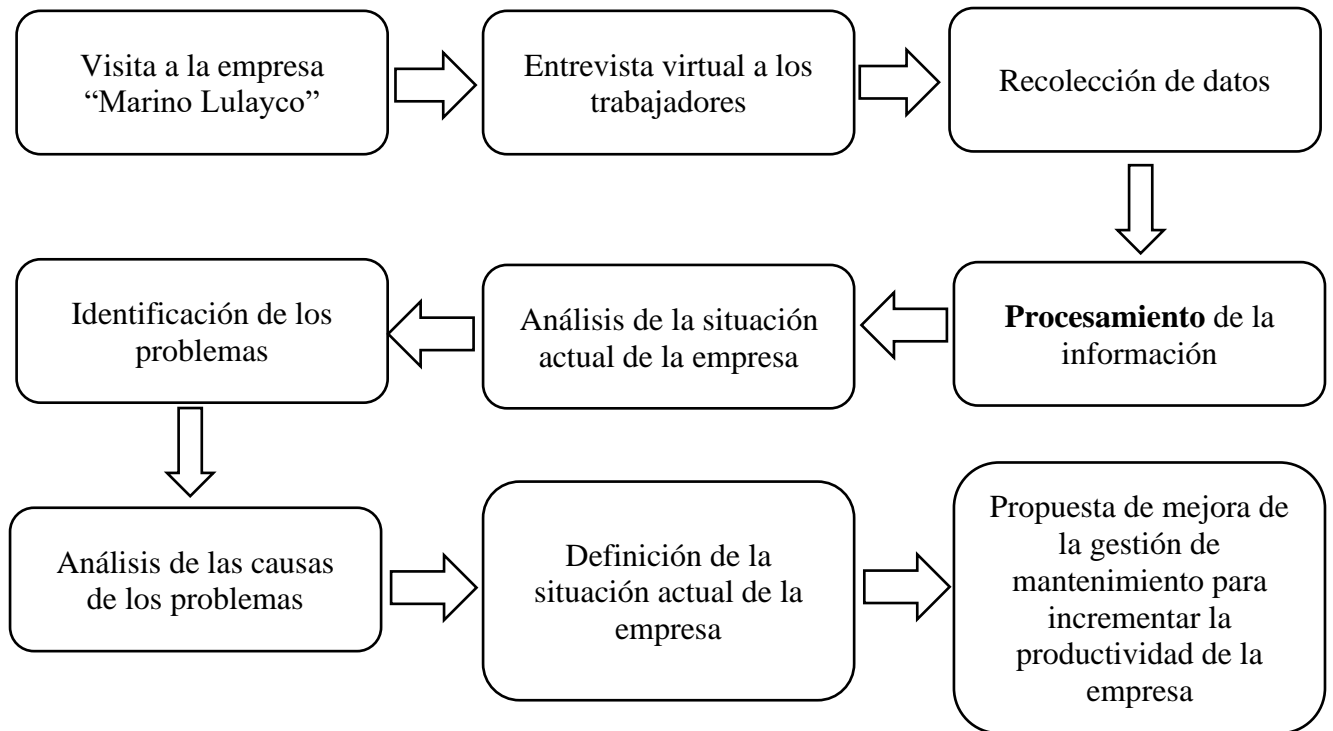 Visita a la empresa
“Marino Lulayco”
Entrevista virtual a los
trabajadores
Recolección de datos
Procesamiento de la
información
Análisis de la situación
actual de la empresa
Identificación de los
problemas
Análisis de las causas
de los problemas
Definición de la
situación actual de la
empresa
Propuesta de mejora de
la gestión de
mantenimiento para
incrementar la
productividad de la
empresa